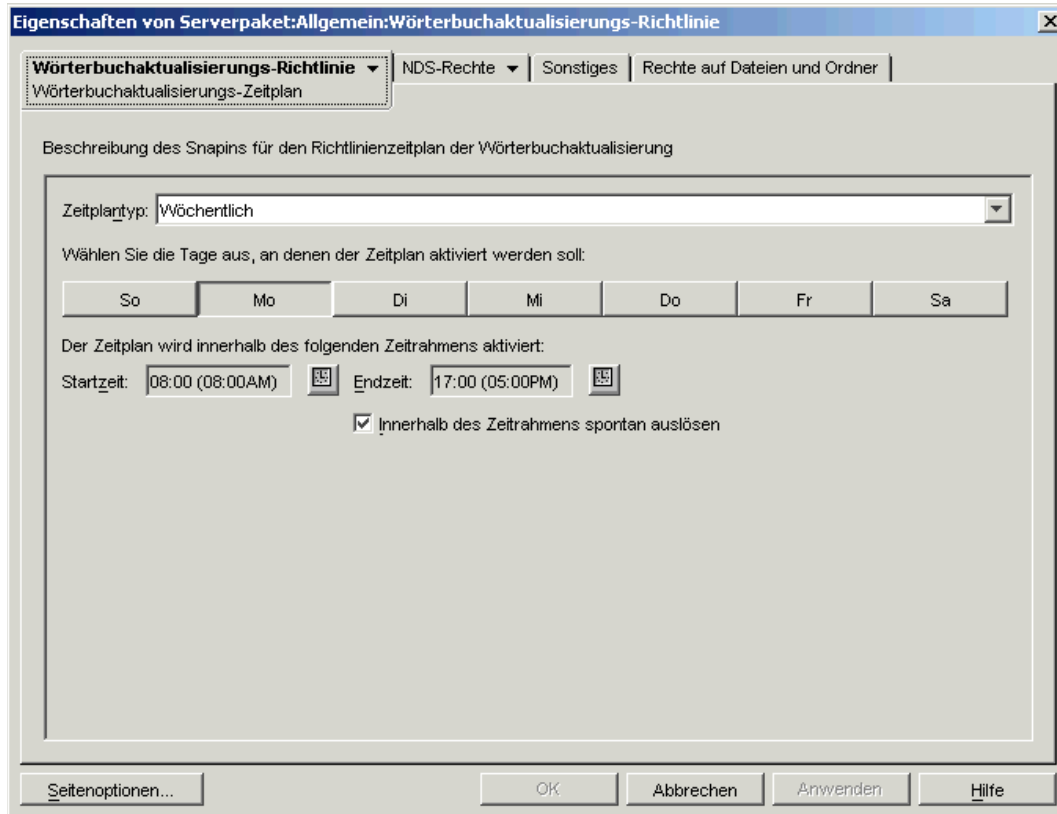 Eigenschaften von Serverpaket:Allgemein:Wörterbuchaktualisierungs-Richtlinie
Wörterbuchaktualisierungs-Richtlinie NDS-Rechte Sonstiges Rechte auf Dateien und Ordner
Wörterbuchaktualisierungs-Zeitplan
Beschreibung des Snapins für den Richtlinienzeitplan der Wörterbuchaktualisierung
Zeitplantyp: Wöchentlich
Wählen Sie die Tage aus, an denen der Zeitplan aktiviert werden soll:
So Mo Di Mi Do Fr Sa
Der Zeitplan wird innerhalb des folgenden Zeitrahmens aktiviert:
Startzeit: 08:00 (08:00AM) Endzeit: 17:00 (05:00PM)
Innerhalb des Zeitrahmens spontan auslösen
Seitenoptionen... OK Abbrechen Anwenden Hilfe